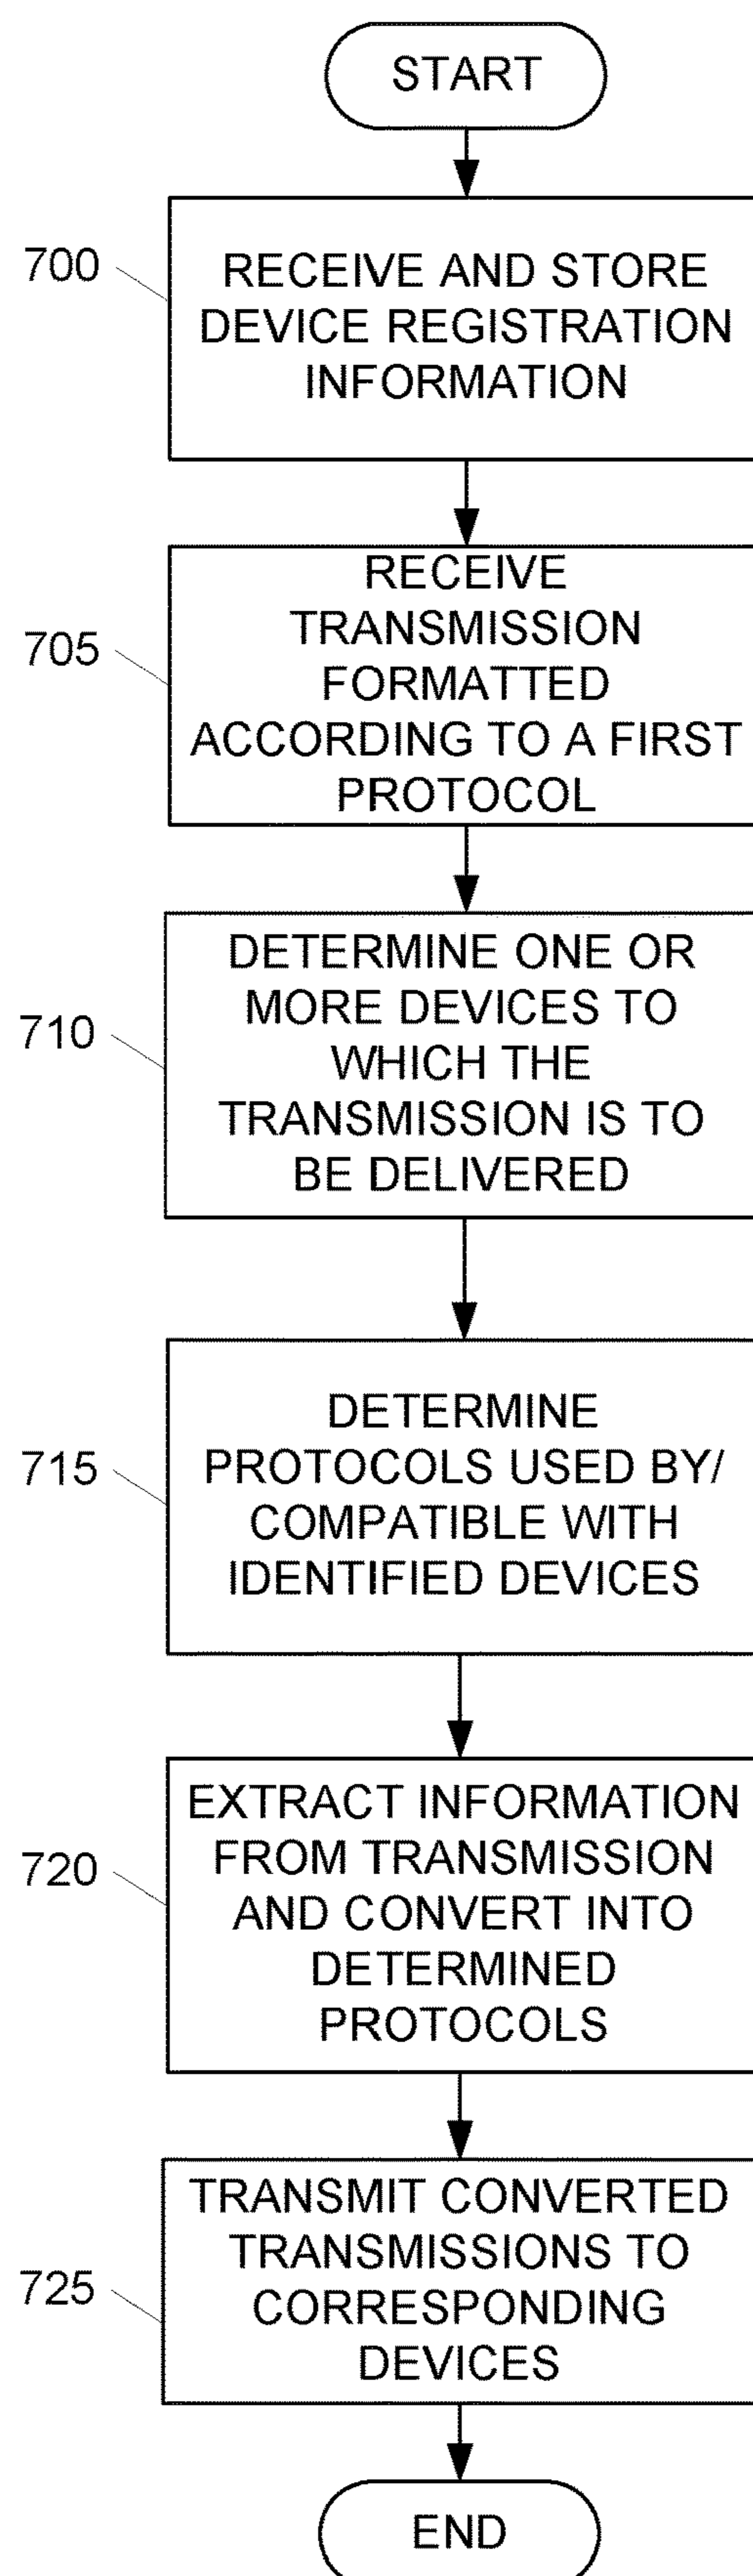 START
700
RECEIVE AND STORE
DEVICE REGISTRATION
INFORMATION
705
RECEIVE
TRANSMISSION
FORMATTED
ACCORDING TO A FIRST
PROTOCOL
710
DETERMINE ONE OR
MORE DEVICES TO
WHICH THE
TRANSMISSION IS TO
BE DELIVERED
715
DETERMINE
PROTOCOLS USED BY/
COMPATIBLE WITH
IDENTIFIED DEVICES
720
EXTRACT INFORMATION
FROM TRANSMISSION
AND CONVERT INTO
DETERMINED
PROTOCOLS
725
TRANSMIT CONVERTED
TRANSMISSIONS TO
CORRESPONDING
DEVICES
END